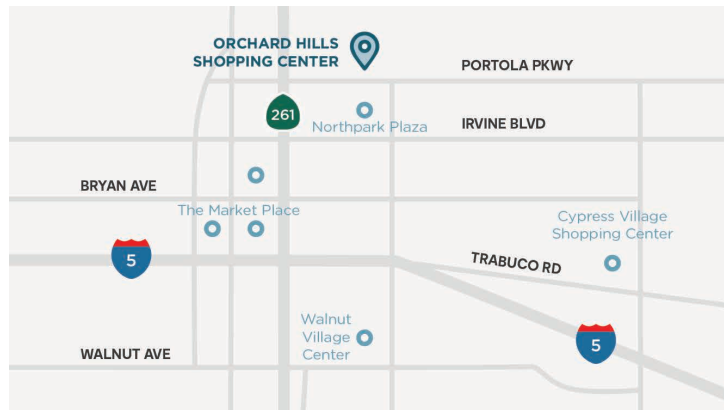 ORCHARD HILLS
SHOPPING CENTER
PORTOLA PKWY
261
Northpark Plaza
IRVINE BLVD
BRYAN AVE
The Market Place
Cypress Village
Shopping Center
5
TRABUCO RD
Walnut
Village
Center
5
WALNUT AVE